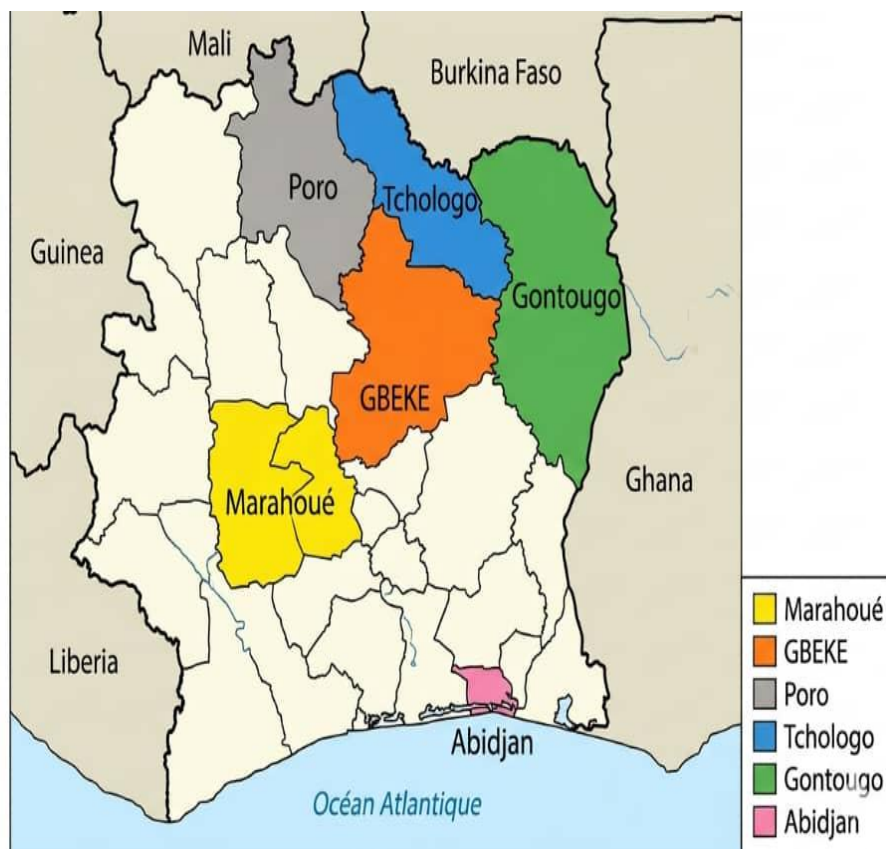 Mali
Burkina Faso
Poro
Tchologo
Guinea
Gontougo
GBEKE
Marahoué
Ghana
Liberia
Abidjan
Océan Atlantique
Marahoué
GBEKE
Poro
Tchologo
Gontougo
Abidjan